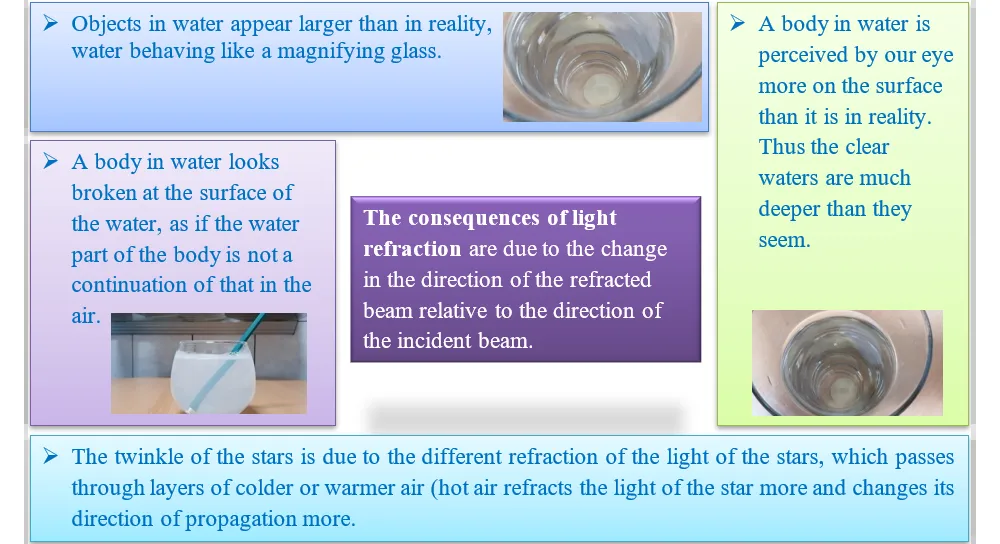 Objects in water appear larger than in reality,
water behaving like a magnifying glass.
A body in water looks
broken at the surface of
the water, as if the water
part of the body is not a
continuation of that in the
air.
The consequences of light
refraction are due to the change
in the direction of the refracted
beam relative to the direction of
the incident beam.
A body in water is
perceived by our eye
more on the surface
than it is in reality.
Thus the clear
waters are much
deeper than they
seem.
The twinkle of the stars is due to the different refraction of the light of the stars, which passes
through layers of colder or warmer air (hot air refracts the light of the star more and changes its
direction of propagation more.